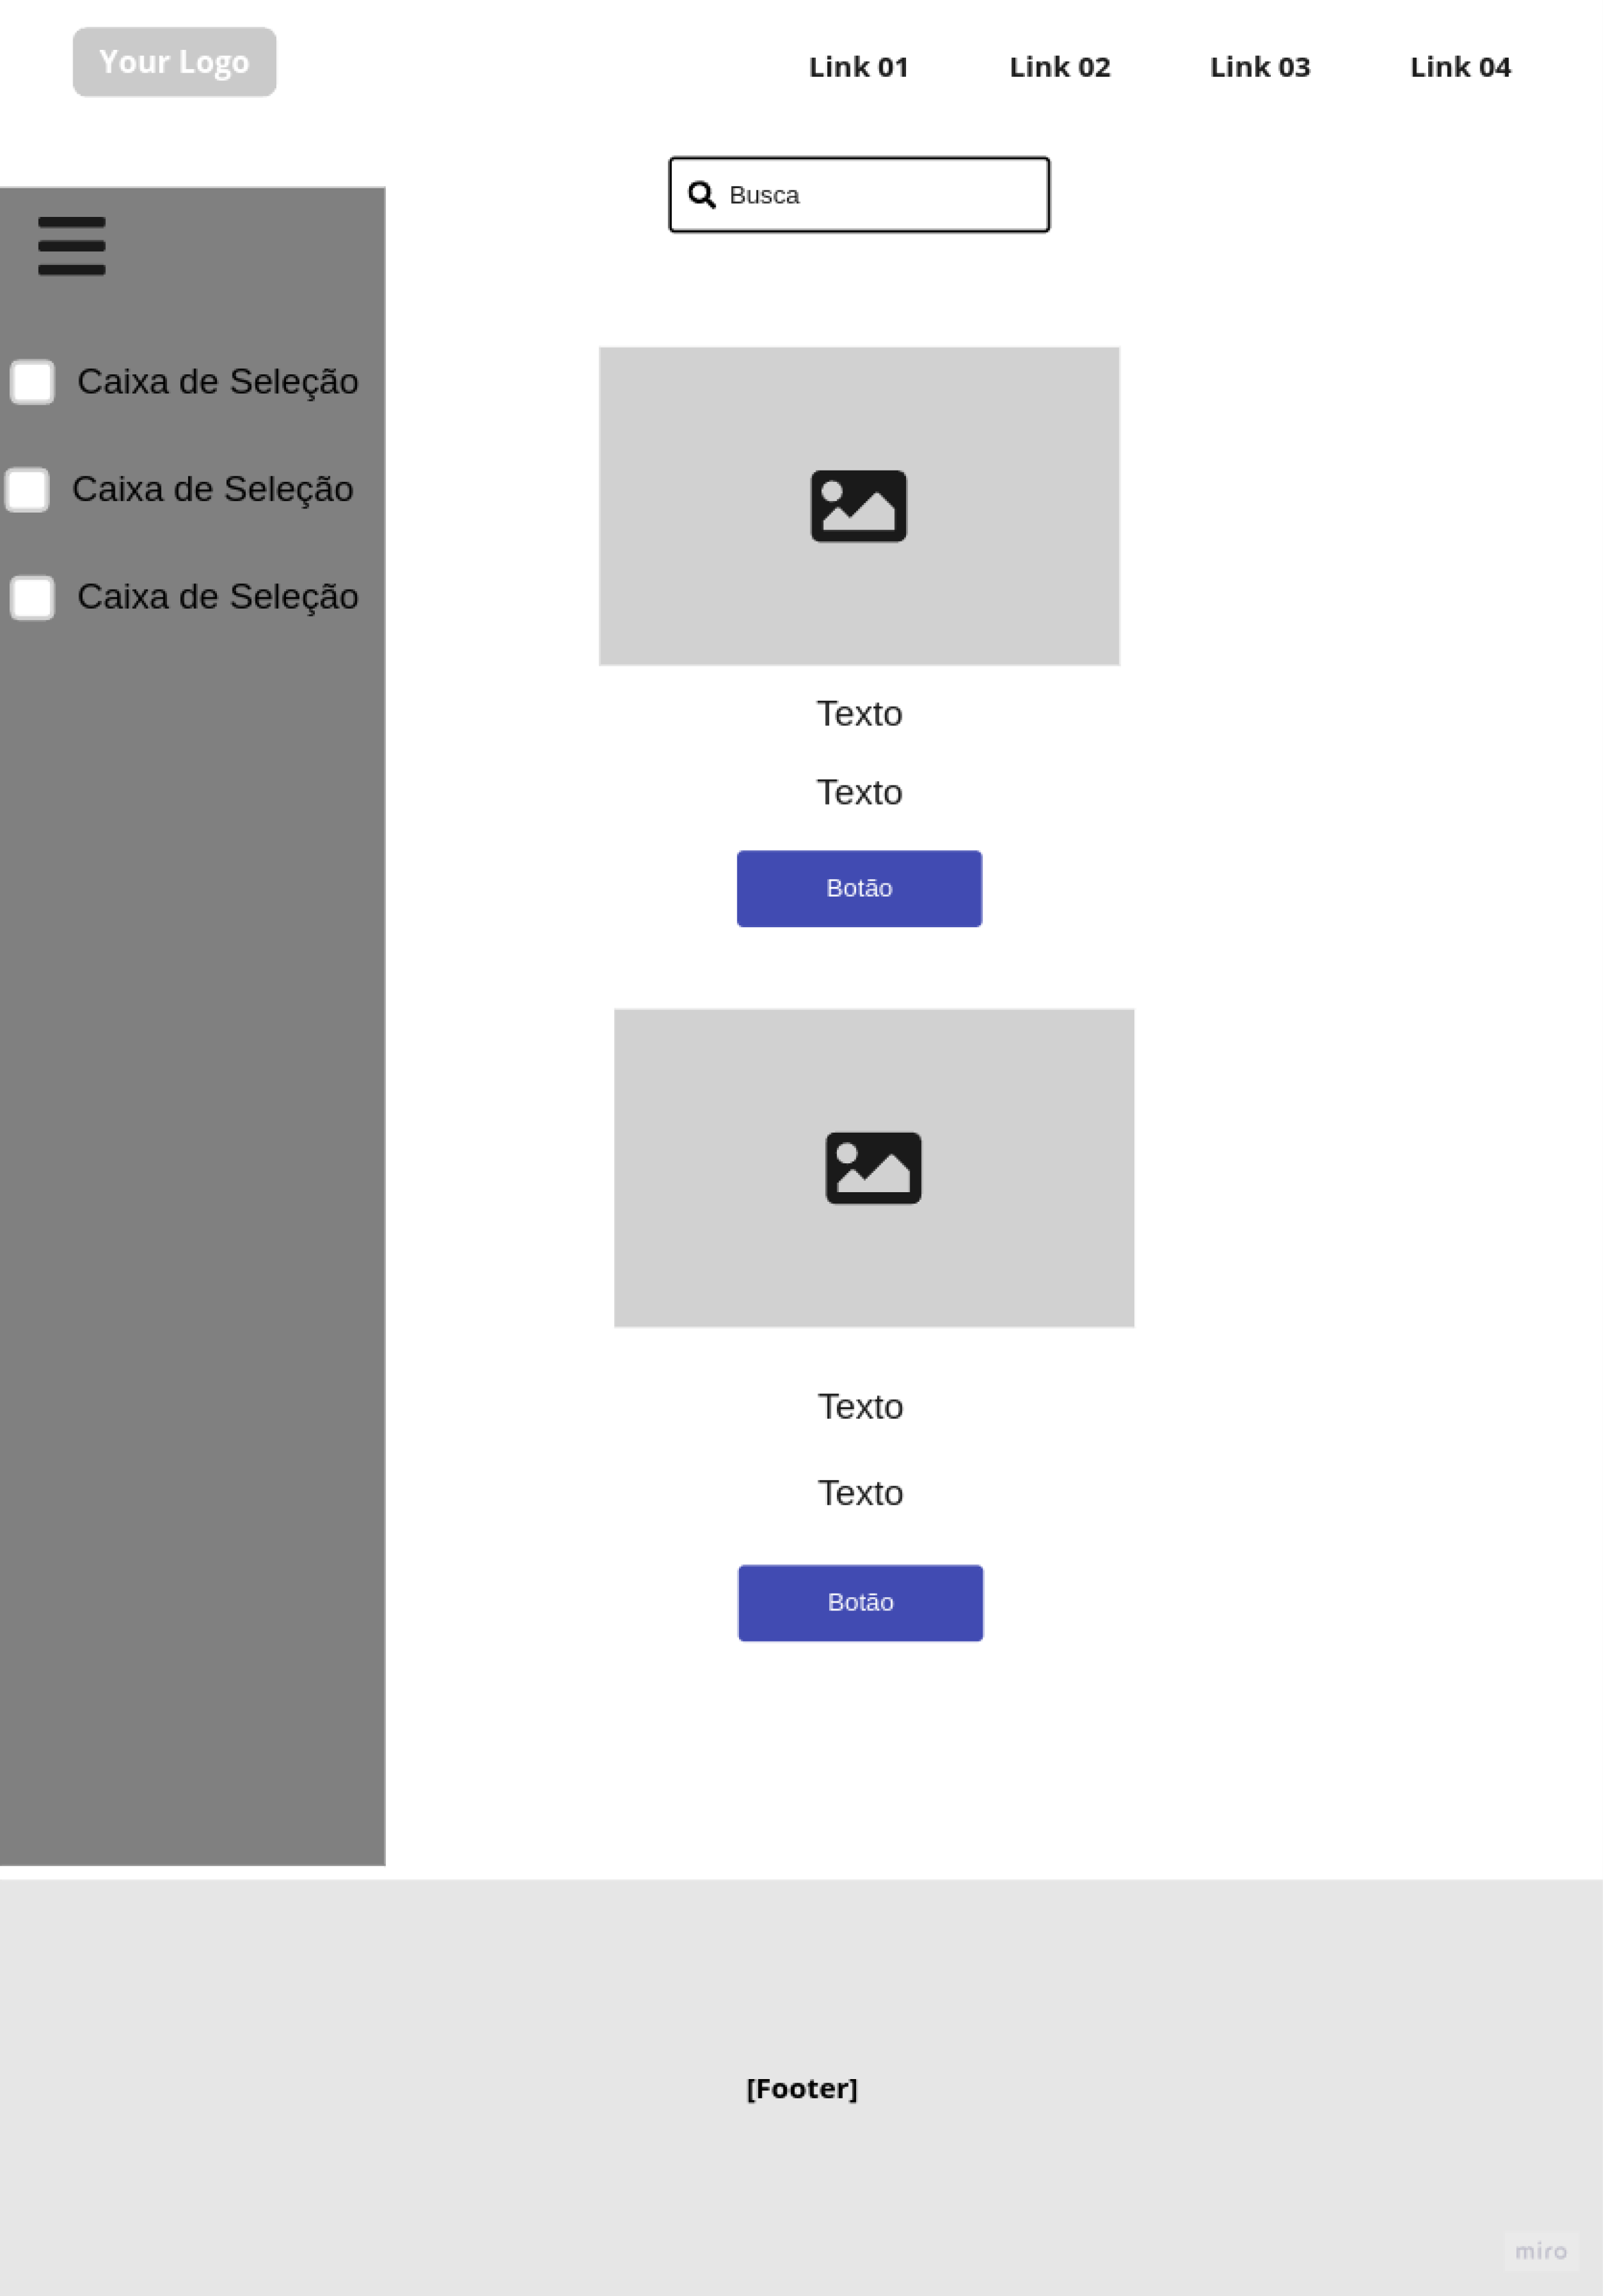 Your Logo
Link 01
Link 02
Link 03
Link 04
Busca
Caixa de Seleção
Caixa de Seleção
Caixa de Seleção
Texto
Texto
Botão
Texto
Texto
Botão
[Footer]
miro